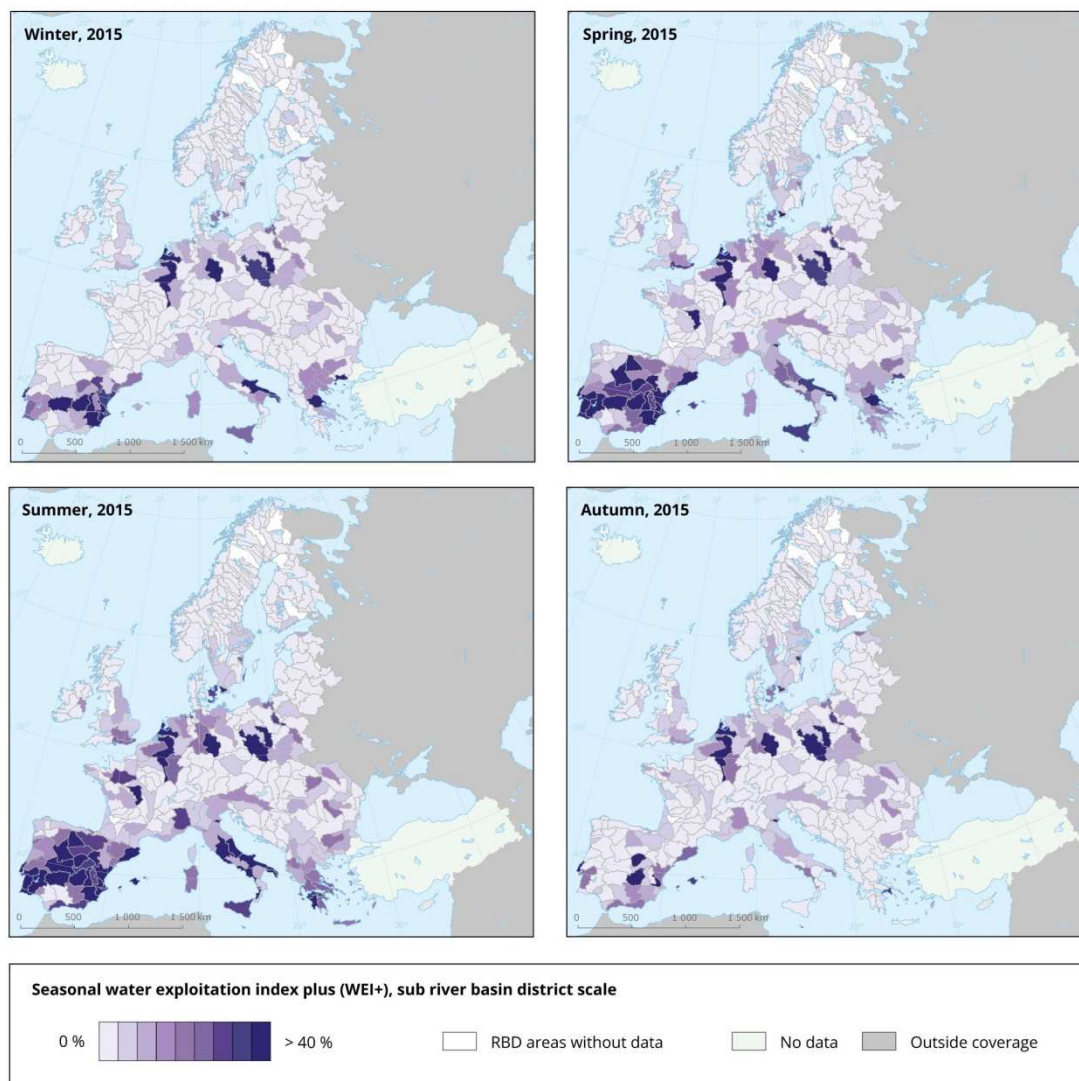 Winter, 2015
Spring, 2015
0 500 1 000 1 500 km
0 500 1 000 1 500 km
Summer, 2015
Autumn, 2015
0 500 1 000 1 500 km
0 500 1 000 1 500 km
Seasonal water exploitation index plus (WEI+), sub river basin district scale
0 % > 40 % RBD areas without data No data Outside coverage